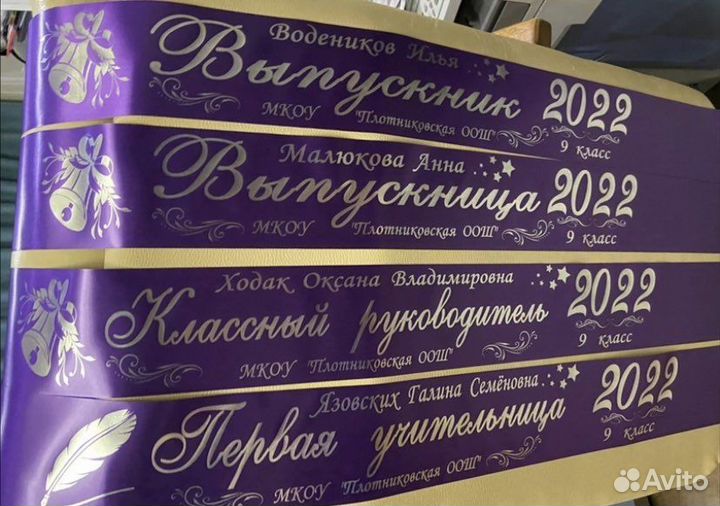 Водеников Илья
Выпускник 2022
МКОУ "Плотниковская ООШ" 9 класс
Малюкова Анна
Выпускница 2022
МКОУ "Плотниковская ООШ" 9 класс
Ходак Оксана Владимировна
Классный руководитель 2022
МКОУ "Плотниковская ООШ" 9 класс
Язовских Галина Семёновна
Первая учительница 2022
МКОУ "Плотниковская ООШ" 9 класс
Avito